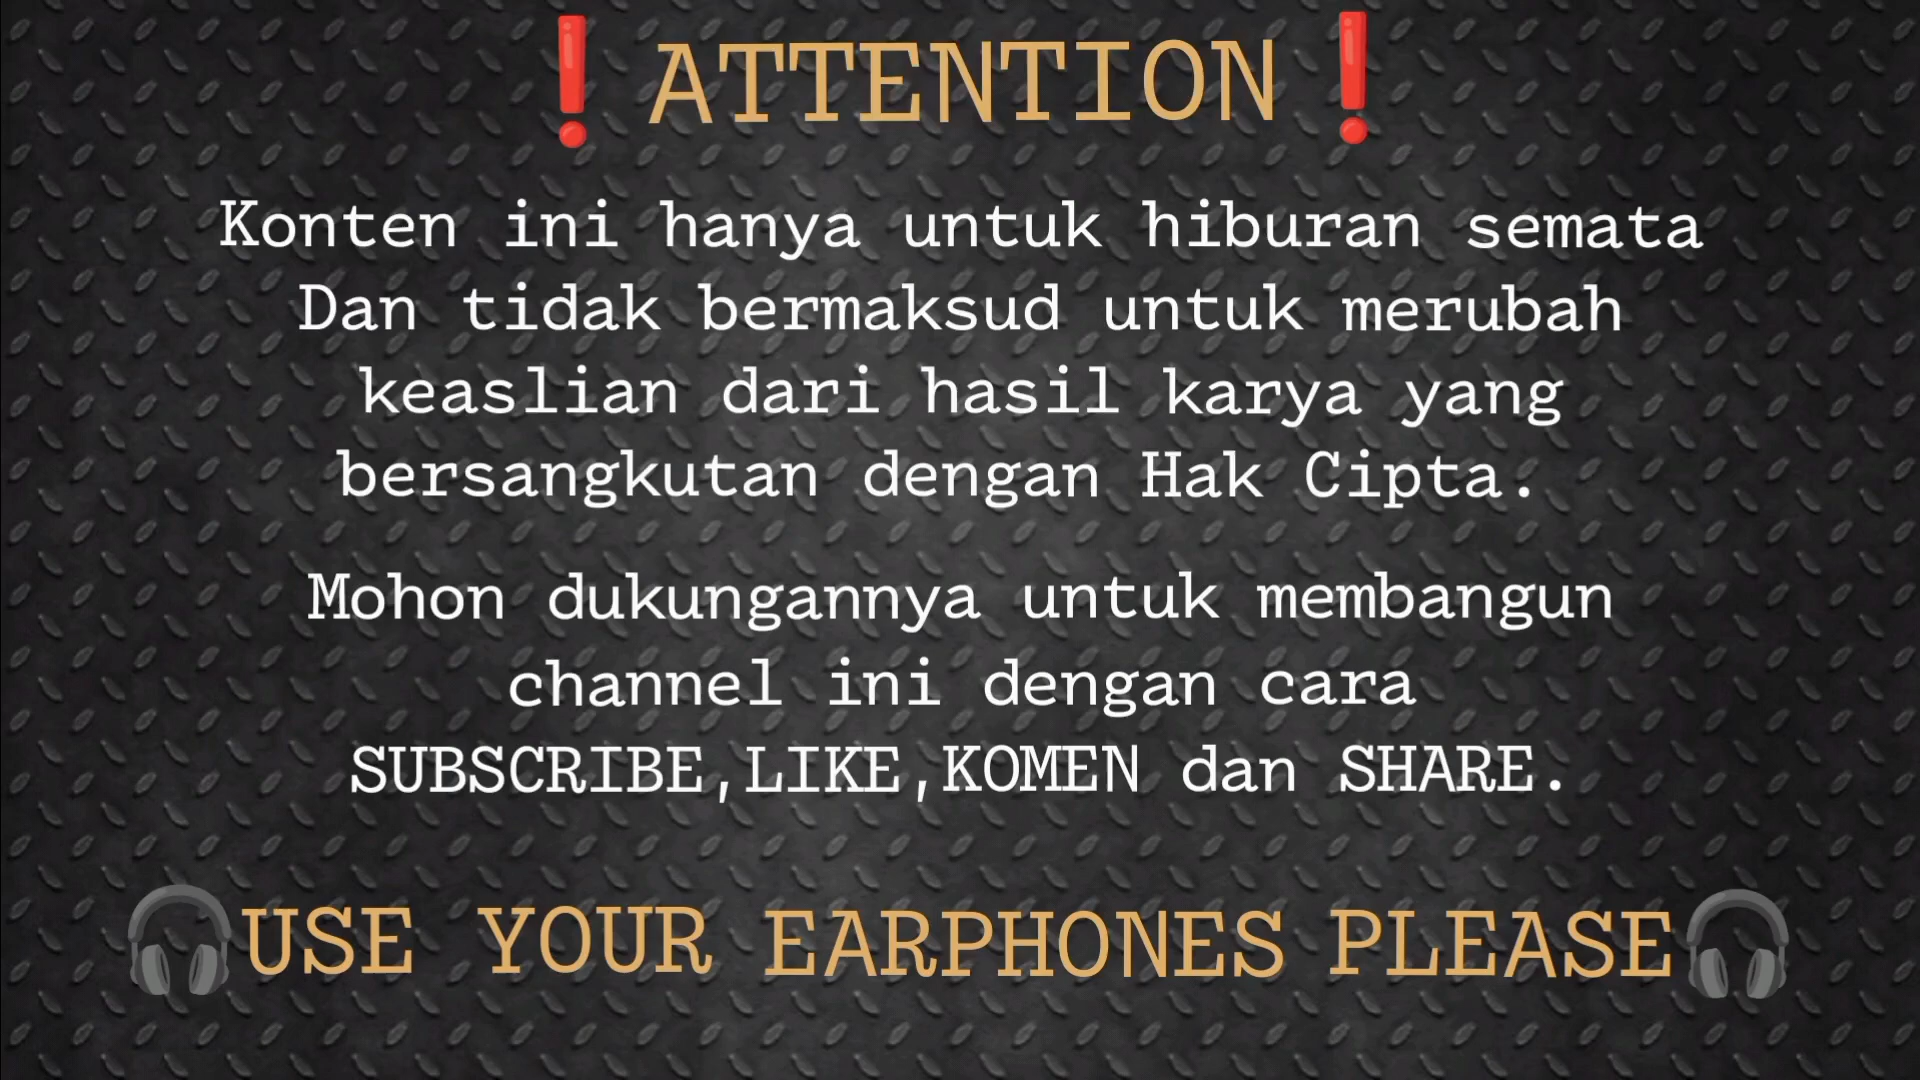 ❗ATTENTION❗
Konten ini hanya untuk hiburan semata
Dan tidak bermaksud untuk merubah
keaslian dari hasil karya yang
bersangkutan dengan Hak Cipta.
Mohon dukungannya untuk membangun
channel ini dengan cara
SUBSCRIBE,LIKE,KOMEN dan SHARE.
🎧USE YOUR EARPHONES PLEASE🎧